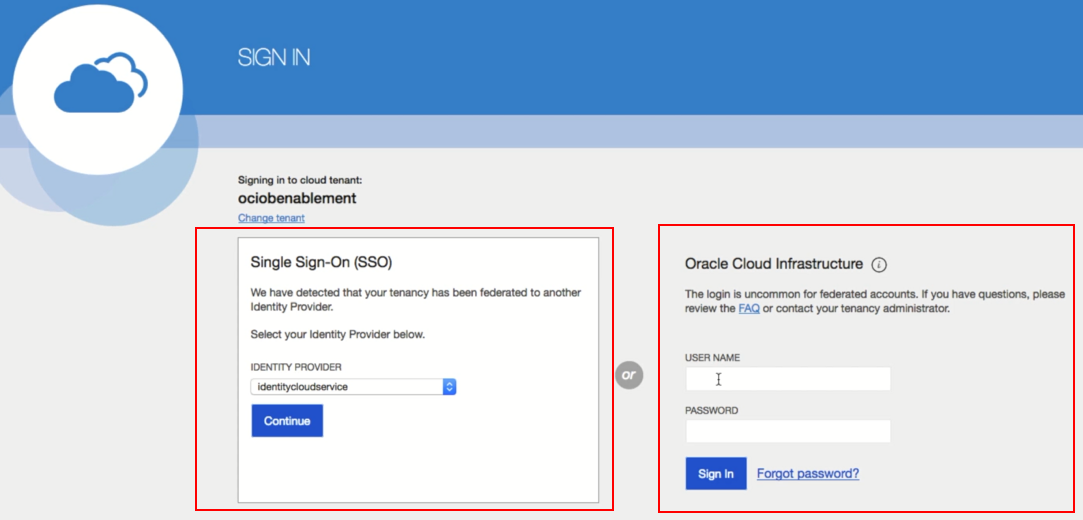 SIGN IN
Signing in to cloud tenant:
ociobenablement
Change tenant
Single Sign-On (SSO)
We have detected that your tenancy has been federated to another
Identity Provider.
Select your Identity Provider below.
IDENTITY PROVIDER
identitycloudservice
Continue
or
Oracle Cloud Infrastructure i
The login is uncommon for federated accounts. If you have questions, please
review the FAQ or contact your tenancy administrator.
USER NAME
PASSWORD
Sign In Forgot password?